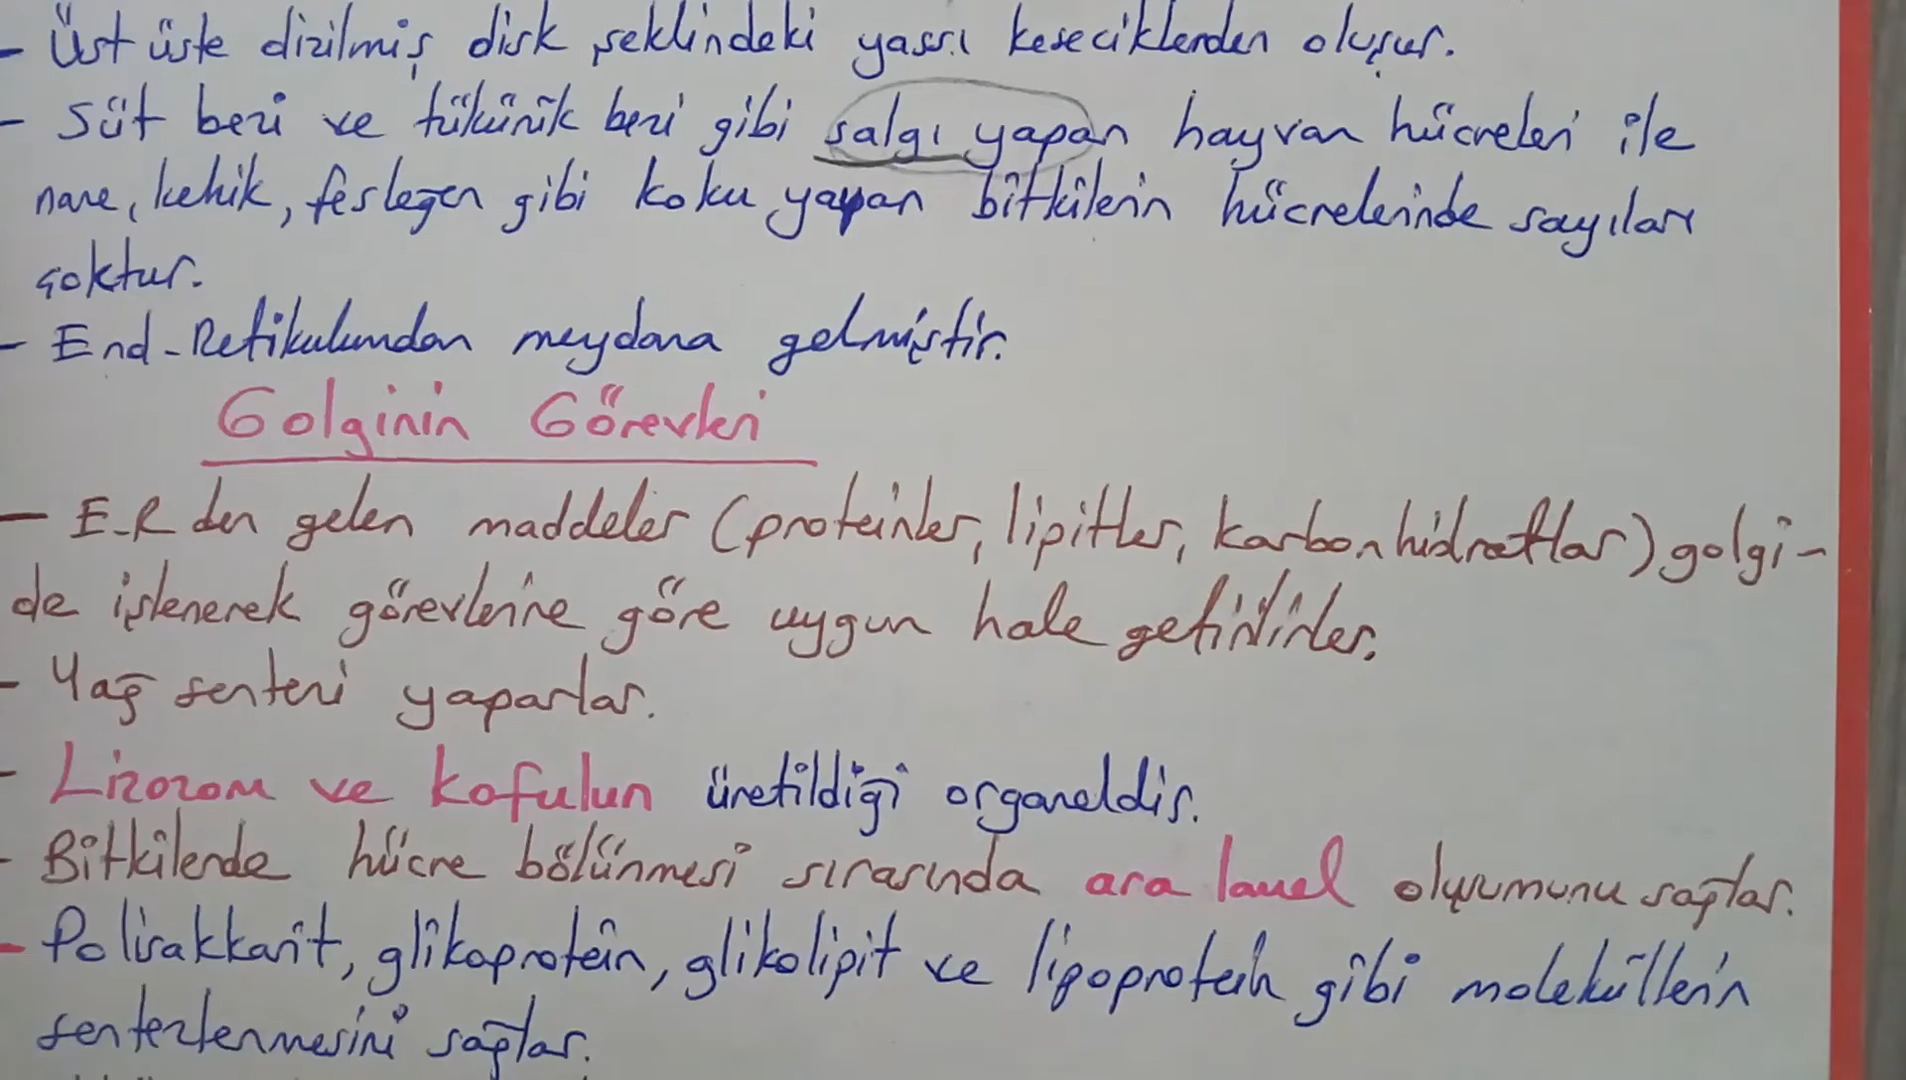 - Üst üste dizilmiş disk şeklindeki yassı keseciklerden oluşur.
- Süt bezi ve tükürük bezi gibi salgı yapan hayvan hücreleri ile
nane, kekik, fesleğen gibi koku yapan bitkilerin hücrelerinde sayıları
çoktur.
- End-Retikulumdan meydana gelmiştir.
Golginin Görevleri
- E.R den gelen maddeler (proteinler, lipitler, karbonhidratlar) golgi-
de işlenerek görevlerine göre uygun hale getirilirler.
- Yağ sentezi yaparlar.
- Lizozom ve kofulun üretildiği organeldir.
- Bitkilerde hücre bölünmesi sırasında ara lamel oluşumunu sağlar.
- Polisakkarit, glikoprotein, glikolipit ve lipoprotein gibi moleküllerin
sentezlenmesini sağlar.